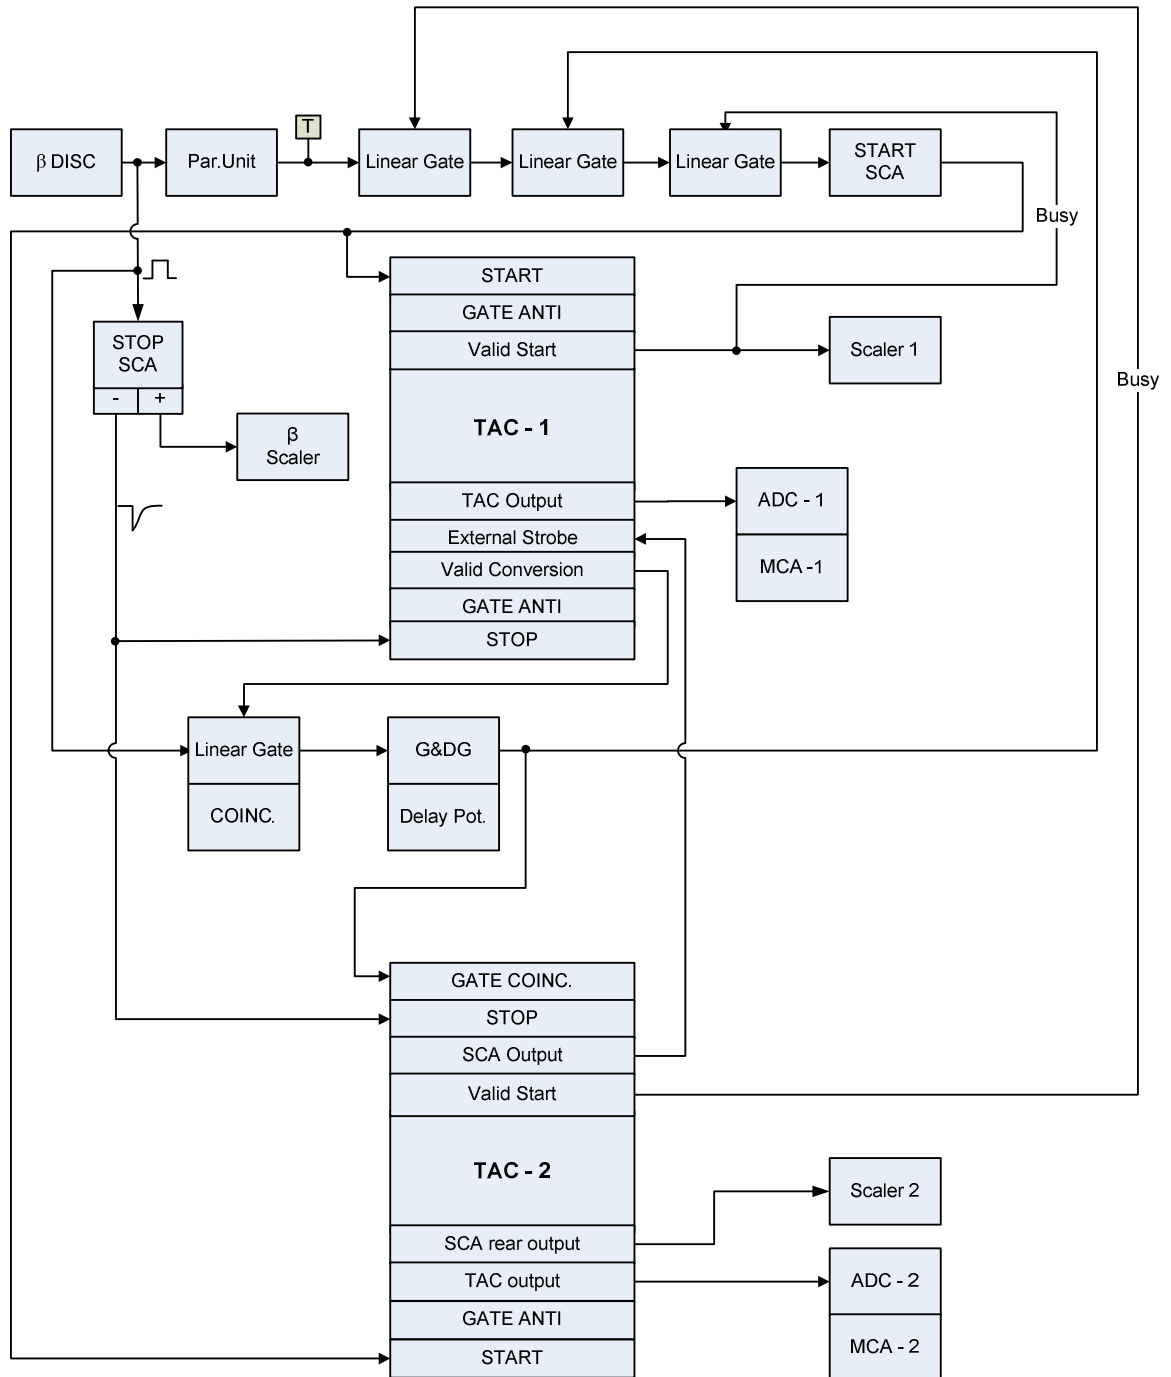 T
β DISC
Par.Unit
Linear Gate
Linear Gate
Linear Gate
START
SCA
Busy
START
GATE ANTI
Valid Start
Scaler 1
STOP
SCA
- +
Busy
β
Scaler
TAC - 1
TAC Output
External Strobe
Valid Conversion
GATE ANTI
STOP
ADC - 1
MCA -1
Linear Gate
COINC.
G&DG
Delay Pot.
GATE COINC.
STOP
SCA Output
Valid Start
TAC - 2
SCA rear output
TAC output
GATE ANTI
START
Scaler 2
ADC - 2
MCA - 2